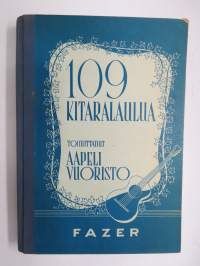 109
KITARALAULUA
TOIMITTANUT
AAPELI
VUORISTO
FAZER